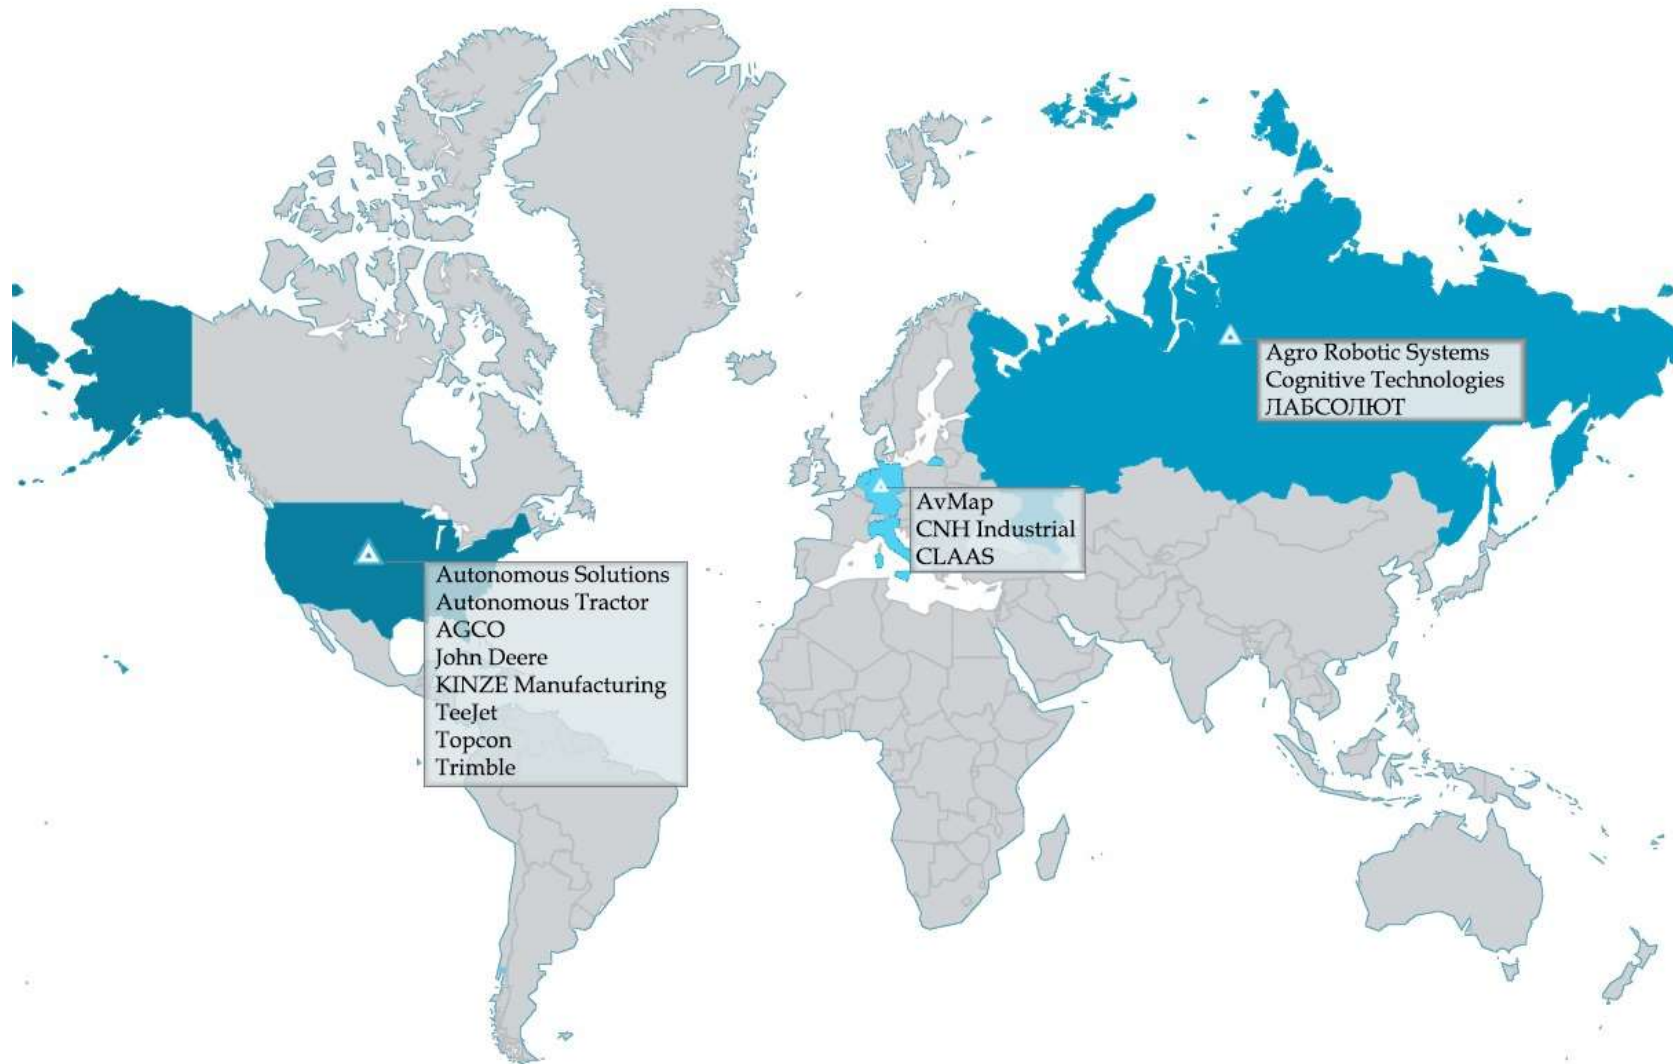 Agro Robotic Systems
Cognitive Technologies
ЛАБСОЛЮТ
AvMap
CNH Industrial
CLAAS
Autonomous Solutions
Autonomous Tractor
AGCO
John Deere
KINZE Manufacturing
TeeJet
Topcon
Trimble